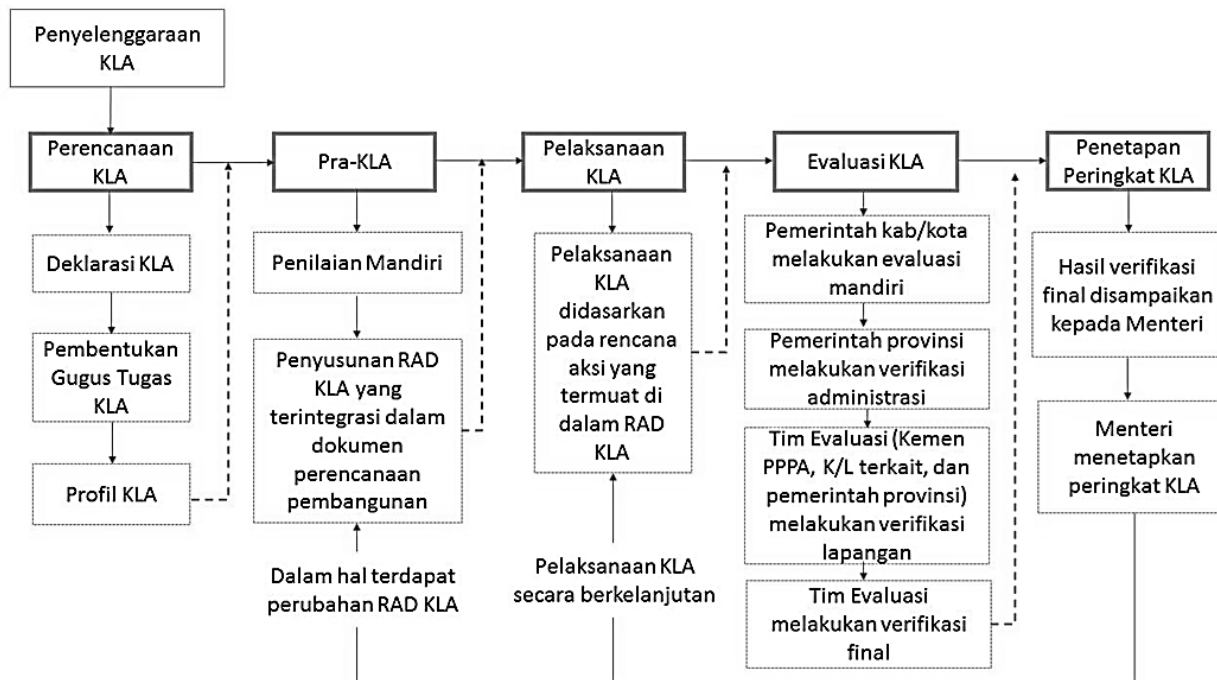 Penyelenggaraan
KLA
Perencanaan
KLA
Deklarasi KLA
Pembentukan
Gugus Tugas
KLA
Profil KLA
Pra-KLA
Penilaian Mandiri
Penyusunan RAD
KLA yang
terintegrasi dalam
dokumen
perencanaan
pembangunan
Dalam hal terdapat
perubahan RAD KLA
Pelaksanaan
KLA
Pelaksanaan
KLA
didasarkan
pada rencana
aksi yang
termuat di
dalam RAD
KLA
Pelaksanaan KLA
secara berkelanjutan
Evaluasi KLA
Pemerintah kab/kota
melakukan evaluasi
mandiri
Pemerintah provinsi
melakukan verifikasi
administrasi
Tim Evaluasi (Kemen
PPPA, K/L terkait, dan
pemerintah provinsi)
melakukan verifikasi
lapangan
Tim Evaluasi
melakukan verifikasi
final
Penetapan
Peringkat KLA
Hasil verifikasi
final disampaikan
kepada Menteri
Menteri
menetapkan
peringkat KLA